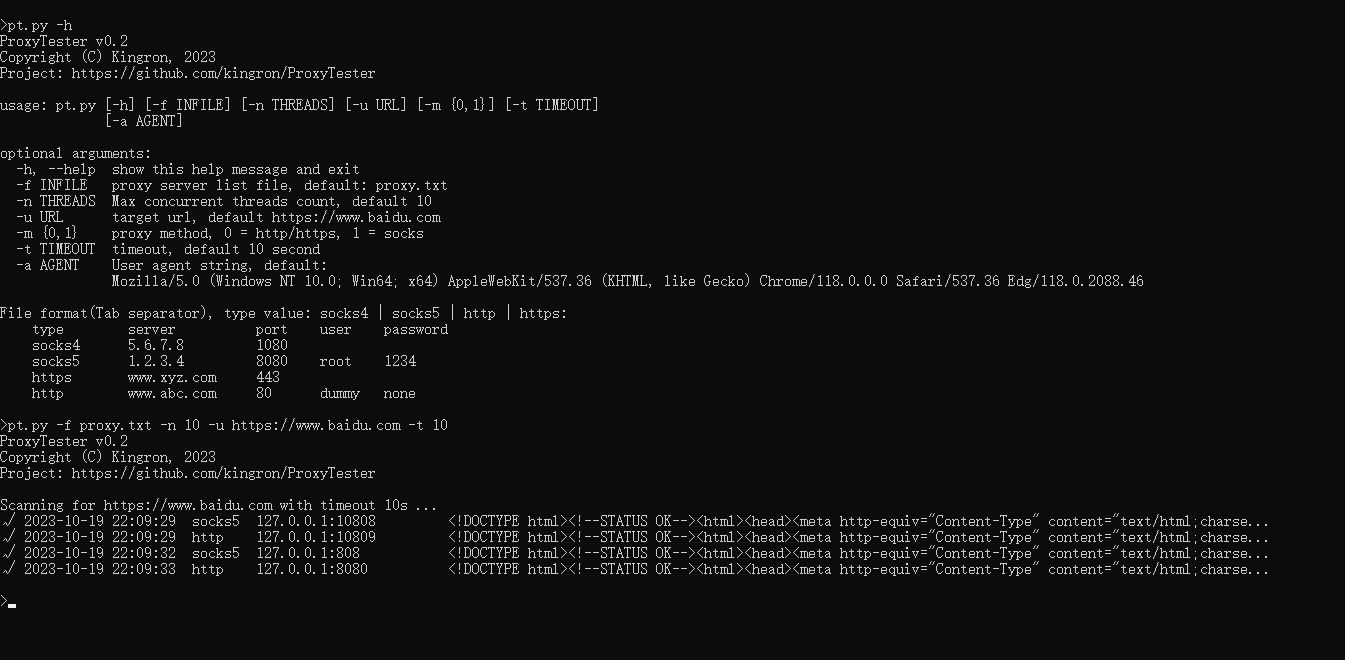 >pt.py -h
ProxyTester v0.2
Copyright (C) Kingron, 2023
Project: https://github.com/kingron/ProxyTester
usage: pt.py [-h] [-f INFILE] [-n THREADS] [-u URL] [-m {0,1}] [-t TIMEOUT]
[-a AGENT]
optional arguments:
-h, --help  show this help message and exit
-f INFILE   proxy server list file, default: proxy.txt
-n THREADS  Max concurrent threads count, default 10
-u URL      target url, default https://www.baidu.com
-m {0,1}    proxy method, 0 = http/https, 1 = socks
-t TIMEOUT  timeout, default 10 second
-a AGENT    User agent string, default:
Mozilla/5.0 (Windows NT 10.0; Win64; x64) AppleWebKit/537.36 (KHTML, like Gecko) Chrome/118.0.0.0 Safari/537.36 Edg/118.0.2088.46
File format(Tab separator), type value: socks4 | socks5 | http | https:
type        server          port    user    password
socks4      5.6.7.8         1080
socks5      1.2.3.4         8080    root    1234
https       www.xyz.com     443
http        www.abc.com     80      dummy   none
>pt.py -f proxy.txt -n 10 -u https://www.baidu.com -t 10
ProxyTester v0.2
Copyright (C) Kingron, 2023
Project: https://github.com/kingron/ProxyTester
Scanning for https://www.baidu.com with timeout 10s ...
√ 2023-10-19 22:09:29  socks5  127.0.0.1:10808         <!DOCTYPE html><!--STATUS OK--><html><head><meta http-equiv="Content-Type" content="text/html;charse...
√ 2023-10-19 22:09:29  http    127.0.0.1:10809         <!DOCTYPE html><!--STATUS OK--><html><head><meta http-equiv="Content-Type" content="text/html;charse...
√ 2023-10-19 22:09:32  socks5  127.0.0.1:808           <!DOCTYPE html><!--STATUS OK--><html><head><meta http-equiv="Content-Type" content="text/html;charse...
√ 2023-10-19 22:09:33  http    127.0.0.1:8080          <!DOCTYPE html><!--STATUS OK--><html><head><meta http-equiv="Content-Type" content="text/html;charse...
>